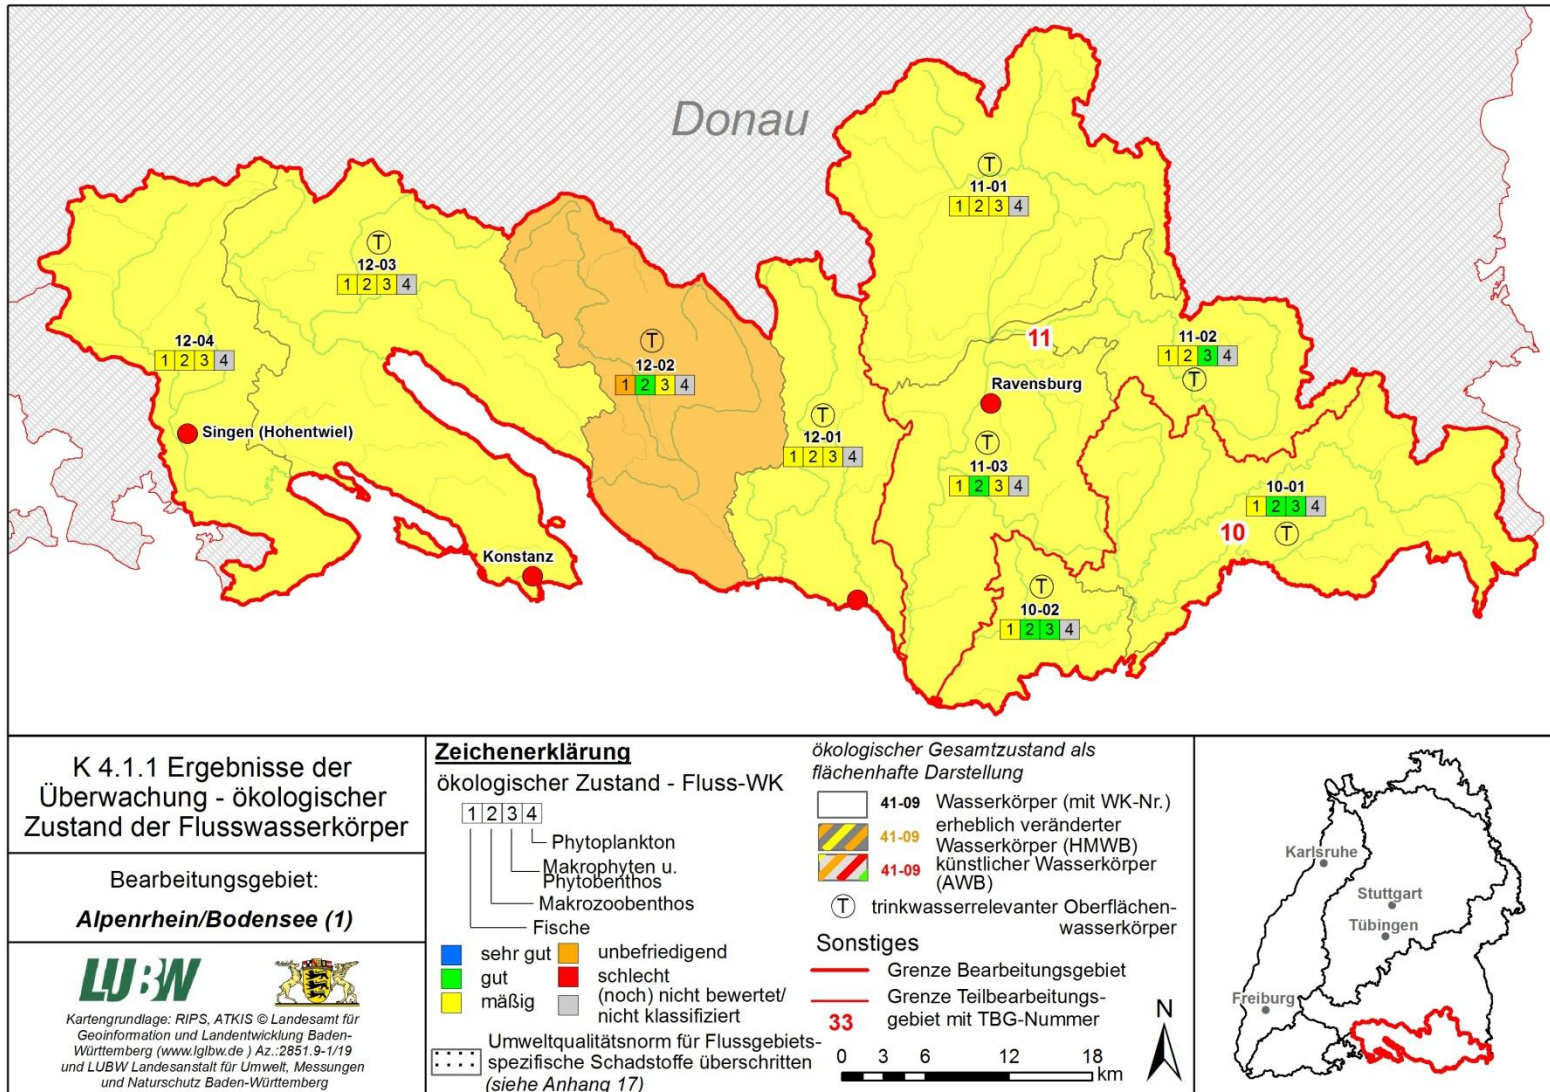 Donau
T
11-01
1 2 3 4
T
12-03
1 2 3 4
T
12-02
1 2 3 4
12-04
1 2 3 4
11
11-02
1 2 3 4
T
Ravensburg
T
12-01
1 2 3 4
Singen (Hohentwiel)
T
11-03
1 2 3 4
10-01
1 2 3 4
T
10
Konstanz
T
10-02
1 2 3 4
K 4.1.1 Ergebnisse der
Überwachung - ökologischer
Zustand der Flusswasserkörper
Bearbeitungsgebiet:
Alpenrhein/Bodensee (1)
LUBW
Kartengrundlage: RIPS, ATKIS © Landesamt für
Geoinformation und Landentwicklung Baden-
Württemberg (www.lglbw.de ) Az.:2851.9-1/19
und LUBW Landesanstalt für Umwelt, Messungen
und Naturschutz Baden-Württemberg
Zeichenerklärung
ökologischer Zustand - Fluss-WK
1 2 3 4
Phytoplankton
Makrophyten u.
Phytobenthos
Makrozoobenthos
Fische
sehr gut
gut
mäßig
unbefriedigend
schlecht
(noch) nicht bewertet/
nicht klassifiziert
Umweltqualitätsnorm für Flussgebiets-
spezifische Schadstoffe überschritten
(siehe Anhang 17)
ökologischer Gesamtzustand als
flächenhafte Darstellung
41-09 Wasserkörper (mit WK-Nr.)
41-09 erheblich veränderter
Wasserkörper (HMWB)
41-09 künstlicher Wasserkörper
(AWB)
T trinkwasserrelevanter Oberflächen-
wasserkörper
Sonstiges
Grenze Bearbeitungsgebiet
Grenze Teilbearbeitungs-
33 gebiet mit TBG-Nummer
N
0 3 6 12 18
km
Karlsruhe
Stuttgart
Tübingen
Freiburg